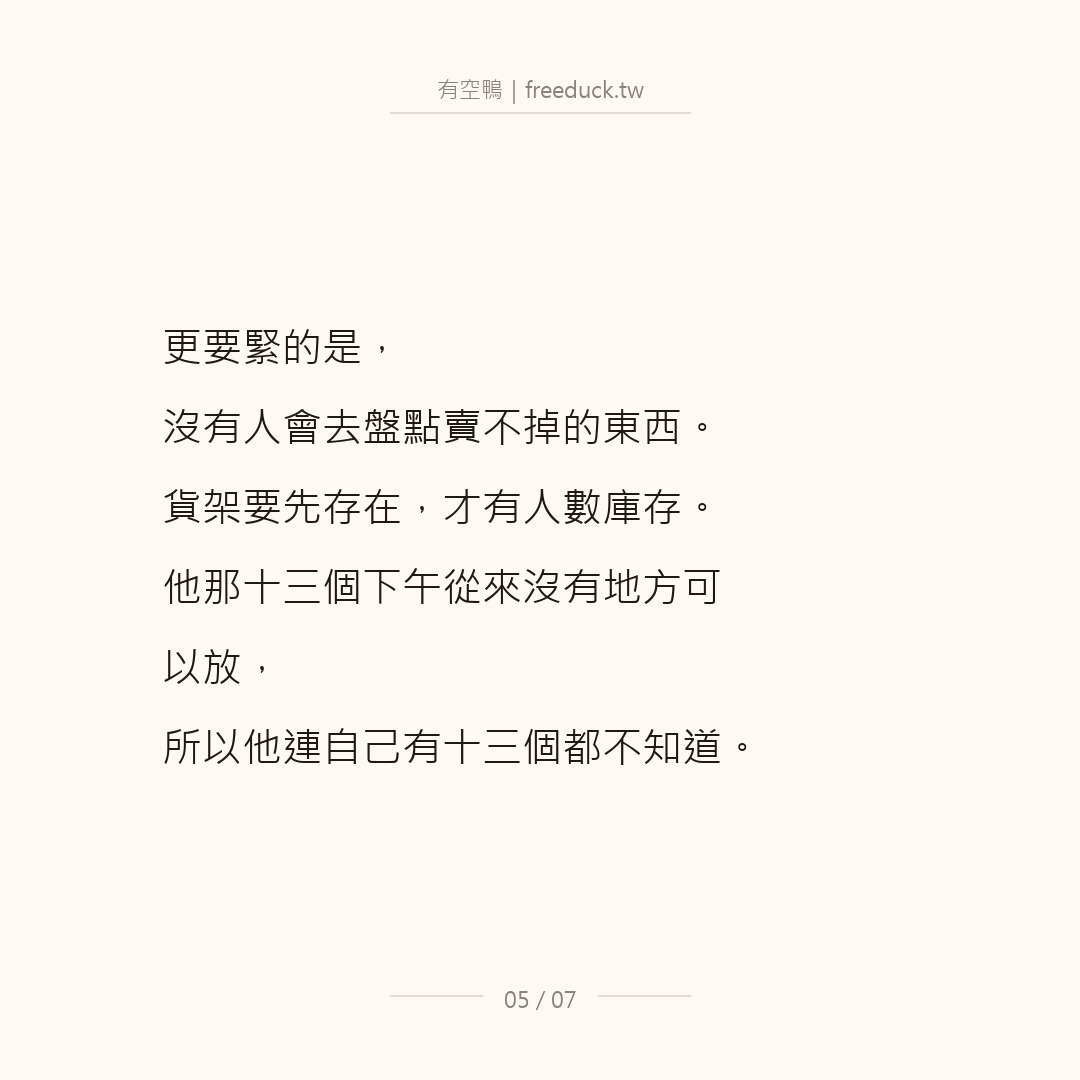 有空鴨｜freeduck.tw
更要緊的是，
沒有人會去盤點賣不掉的東西。
貨架要先存在，才有人數庫存。
他那十三個下午從來沒有地方可
以放，
所以他連自己有十三個都不知道。
05 / 07